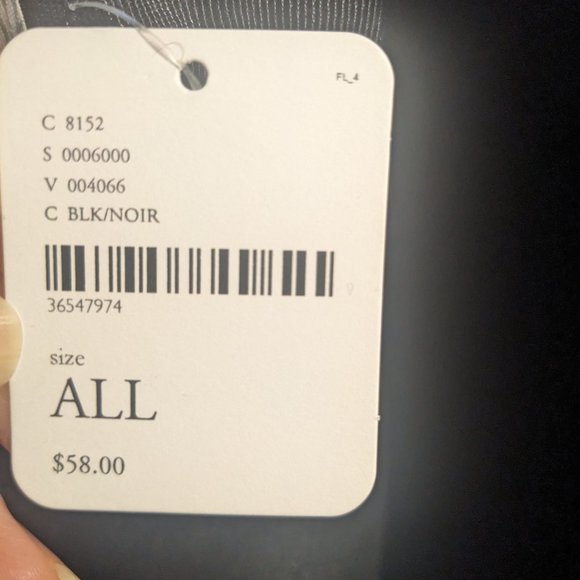 FL_4
C 8152
S 0006000
V 004066
C BLK/NOIR
36547974
size
ALL
$58.00